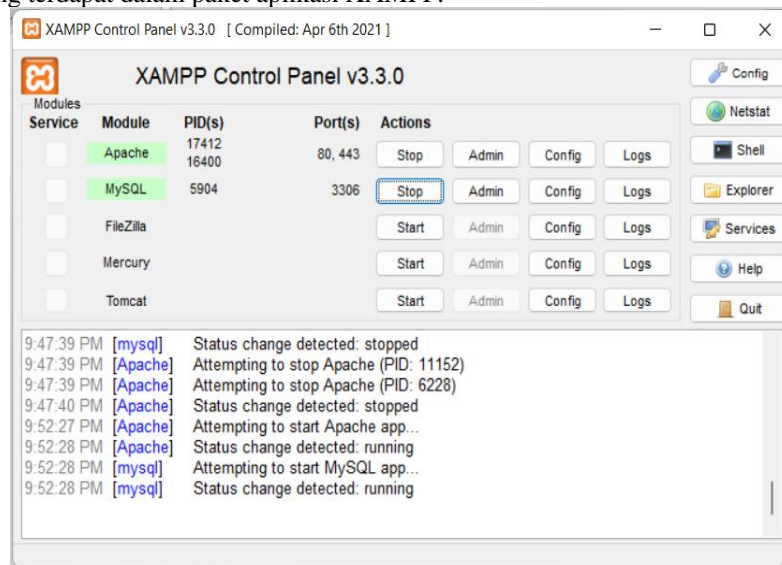 terdapat dalam paket aplikasi XAMPP.
XAMPP Control Panel v3.3.0 [ Compiled: Apr 6th 2021 ]
XAMPP Control Panel v3.3.0
Config
Modules
Service Module PID(s) Port(s) Actions
Netstat
Apache 17412 16400 80, 443 Stop Admin Config Logs
Shell
MySQL 5904 3306 Stop Admin Config Logs
Explorer
FileZilla Start Admin Config Logs
Services
Mercury Start Admin Config Logs
Help
Tomcat Start Admin Config Logs
Quit
9:47:39 PM [mysql] Status change detected: stopped
9:47:39 PM [Apache] Attempting to stop Apache (PID: 11152)
9:47:39 PM [Apache] Attempting to stop Apache (PID: 6228)
9:47:40 PM [Apache] Status change detected: stopped
9:52:27 PM [Apache] Attempting to start Apache app...
9:52:28 PM [Apache] Status change detected: running
9:52:28 PM [mysql] Attempting to start MySQL app...
9:52:28 PM [mysql] Status change detected: running